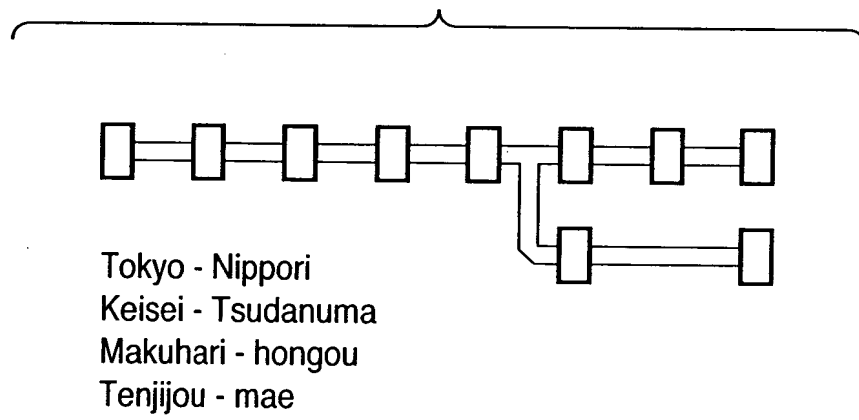 Tokyo - Nippori
Keisei - Tsudanuma
Makuhari - hongou
Tenjijou - mae